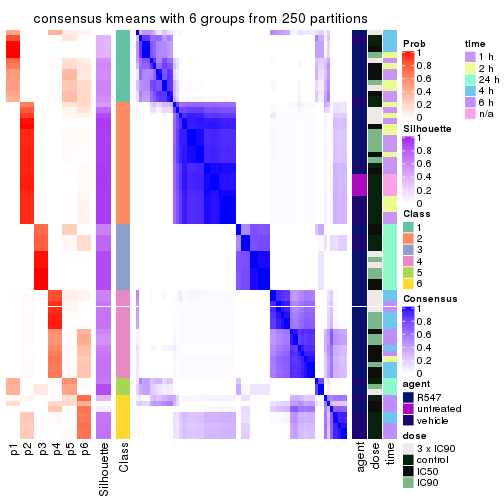 consensus kmeans with 6 groups from 250 partitions
Prob
1
0.8
0.6
0.4
0.2
0
time
1 h
2 h
24 h
4 h
6 h
n/a
Silhouette
1
0.8
0.6
0.4
0.2
0
Class
1
2
3
4
5
6
Consensus
1
0.8
0.6
0.4
0.2
0
agent
R547
untreated
vehicle
dose
3 x IC90
control
IC50
IC90
p1
p2
p3
p4
p5
p6
Silhouette
Class
agent
dose
time